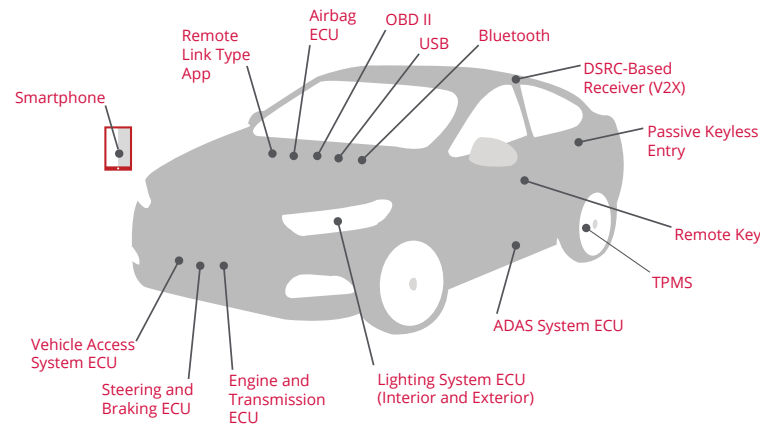 Remote
Link Type
App
Airbag
ECU
OBD II
USB
Bluetooth
DSRC-Based
Receiver (V2X)
Smartphone
Passive Keyless
Entry
Remote Key
TPMS
ADAS System ECU
Vehicle Access
System ECU
Steering and
Braking ECU
Engine and
Transmission
ECU
Lighting System ECU
(Interior and Exterior)